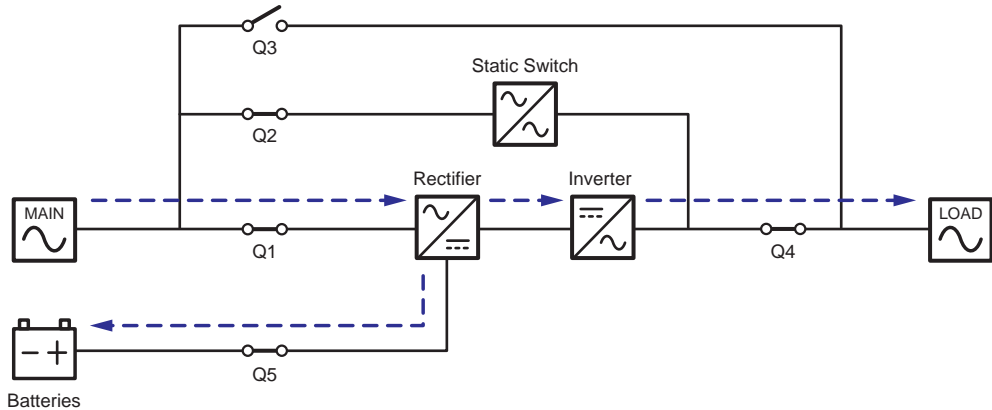 Q3
Static Switch
Q2
Rectifier
Inverter
MAIN
LOAD
Q1
Q4
Q5
Batteries